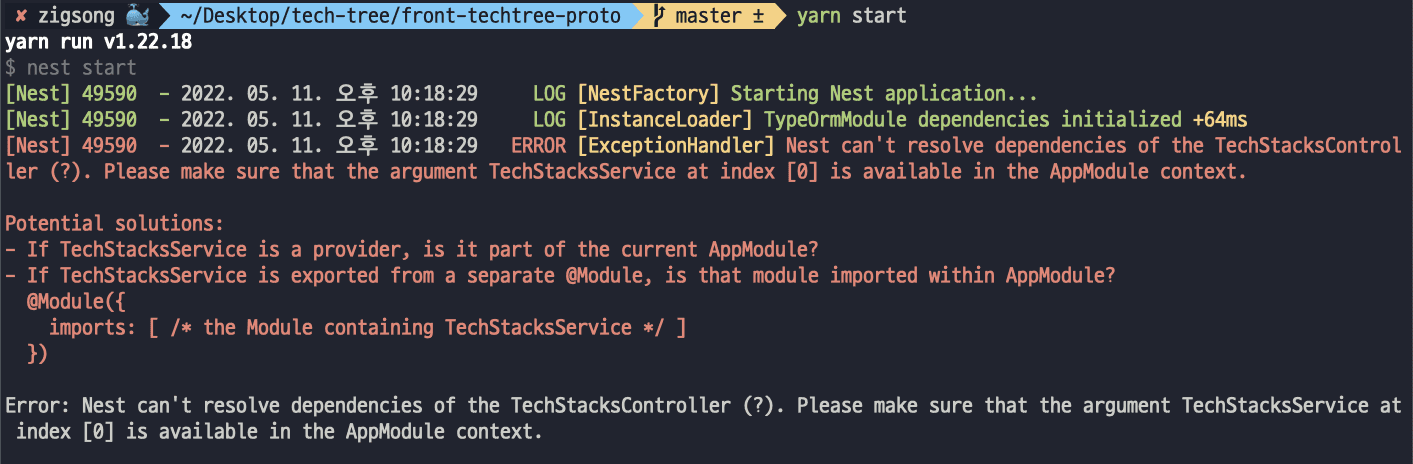 ✘ zigsong 🐳 ~/Desktop/tech-tree/front-techtree-proto master ± yarn start
yarn run v1.22.18
$ nest start
[Nest] 49590  - 2022. 05. 11. 오후 10:18:29     LOG [NestFactory] Starting Nest application...
[Nest] 49590  - 2022. 05. 11. 오후 10:18:29     LOG [InstanceLoader] TypeOrmModule dependencies initialized +64ms
[Nest] 49590  - 2022. 05. 11. 오후 10:18:29   ERROR [ExceptionHandler] Nest can't resolve dependencies of the TechStacksControl
ler (?). Please make sure that the argument TechStacksService at index [0] is available in the AppModule context.
Potential solutions:
- If TechStacksService is a provider, is it part of the current AppModule?
- If TechStacksService is exported from a separate @Module, is that module imported within AppModule?
  @Module({
    imports: [ /* the Module containing TechStacksService */ ]
  })
Error: Nest can't resolve dependencies of the TechStacksController (?). Please make sure that the argument TechStacksService at
 index [0] is available in the AppModule context.